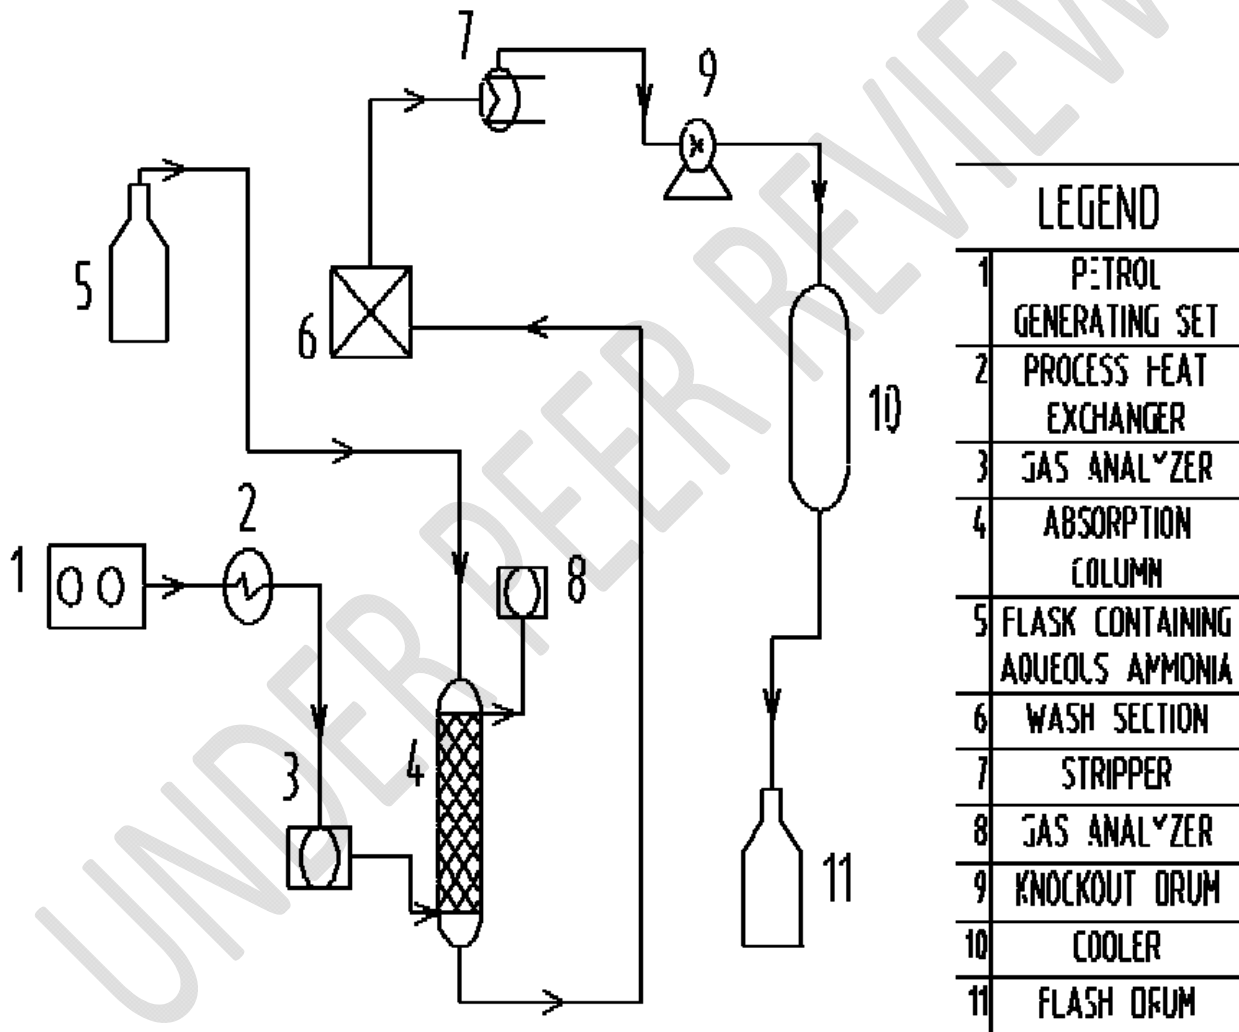 7
9
5
6
10
2
1
8
3
4
11
LEGEND
1 PETROL
GENERATING SET
2 PROCESS HEAT
EXCHANGER
3 GAS ANALYZER
4 ABSORPTION
COLUMN
5 FLASK CONTAINING
AQUEOUS AMMONIA
6 WASH SECTION
7 STRIPPER
8 GAS ANALYZER
9 KNOCKOUT DRUM
10 COOLER
11 FLASH DRUM
UNDER PEER REVIEW